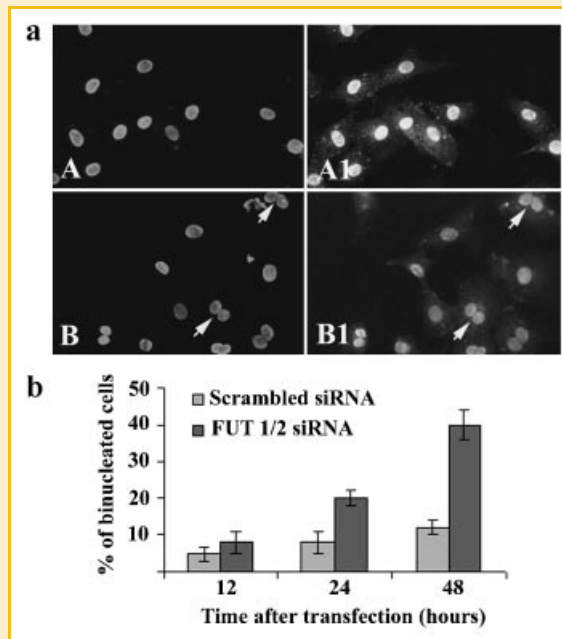 a
A
A1
B
B1
b
50
40
30
20
10
% of binucleated cells
Scrambled siRNA
FUT 1/2 siRNA
12 24 48
Time after transfection (hours)